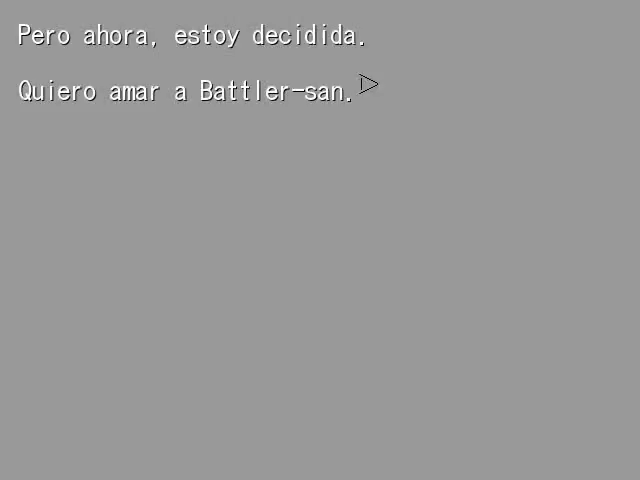 Pero ahora, estoy decidida.
Quiero amar a Battler-san.